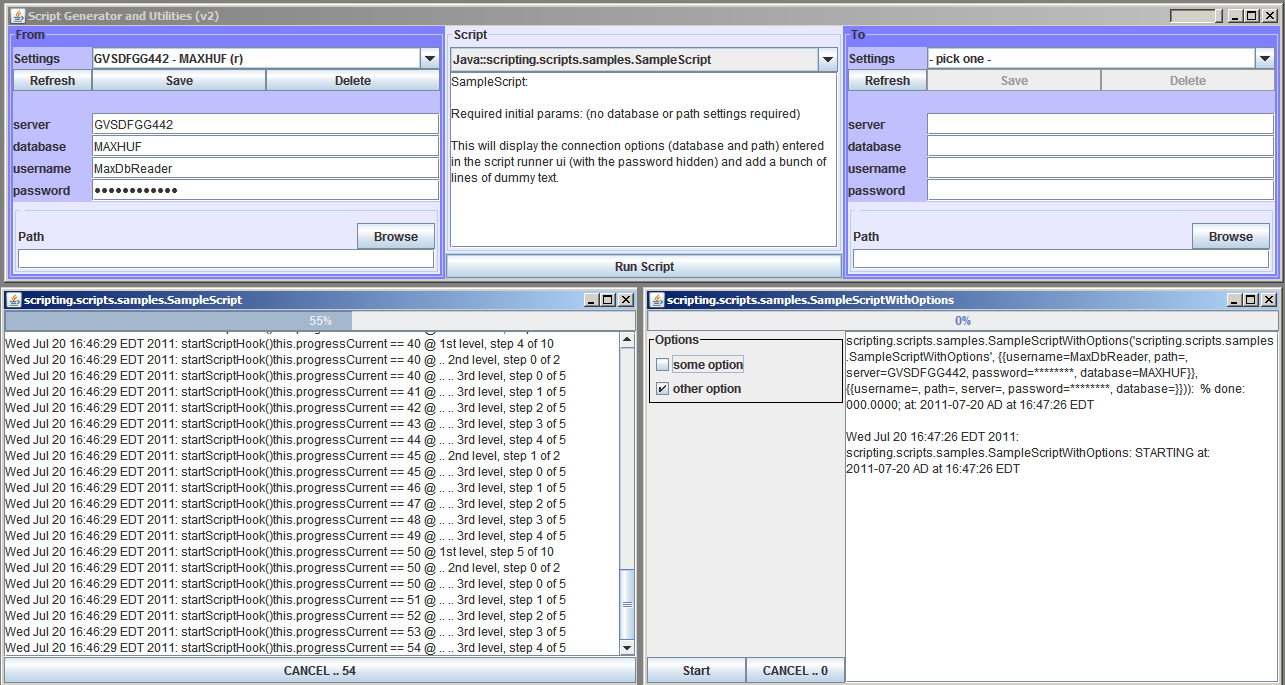 Script Generator and Utilities (v2)
From
Settings
GVSDFGG442 - MAXHUF (r)
Refresh
Save
Delete
server
GVSDFGG442
database
MAXHUF
username
MaxDbReader
password
●●●●●●●●●●●●
Path
Browse
Script
Java::scripting.scripts.samples.SampleScript
SampleScript:
Required initial params: (no database or path settings required)
This will display the connection options (database and path) entered
in the script runner ui (with the password hidden) and add a bunch of
lines of dummy text.
Run Script
To
Settings
- pick one -
Refresh
Save
Delete
server
database
username
password
Path
Browse
scripting.scripts.samples.SampleScript
55%
Wed Jul 20 16:46:29 EDT 2011: startScriptHook()this.progressCurrent == 40 @ 1st level, step 4 of 10
Wed Jul 20 16:46:29 EDT 2011: startScriptHook()this.progressCurrent == 40 @ .. 2nd level, step 0 of 2
Wed Jul 20 16:46:29 EDT 2011: startScriptHook()this.progressCurrent == 40 @ .. .. 3rd level, step 0 of 5
Wed Jul 20 16:46:29 EDT 2011: startScriptHook()this.progressCurrent == 41 @ .. .. 3rd level, step 1 of 5
Wed Jul 20 16:46:29 EDT 2011: startScriptHook()this.progressCurrent == 42 @ .. .. 3rd level, step 2 of 5
Wed Jul 20 16:46:29 EDT 2011: startScriptHook()this.progressCurrent == 43 @ .. .. 3rd level, step 3 of 5
Wed Jul 20 16:46:29 EDT 2011: startScriptHook()this.progressCurrent == 44 @ .. .. 3rd level, step 4 of 5
Wed Jul 20 16:46:29 EDT 2011: startScriptHook()this.progressCurrent == 45 @ .. 2nd level, step 1 of 2
Wed Jul 20 16:46:29 EDT 2011: startScriptHook()this.progressCurrent == 45 @ .. .. 3rd level, step 0 of 5
Wed Jul 20 16:46:29 EDT 2011: startScriptHook()this.progressCurrent == 46 @ .. .. 3rd level, step 1 of 5
Wed Jul 20 16:46:29 EDT 2011: startScriptHook()this.progressCurrent == 47 @ .. .. 3rd level, step 2 of 5
Wed Jul 20 16:46:29 EDT 2011: startScriptHook()this.progressCurrent == 48 @ .. .. 3rd level, step 3 of 5
Wed Jul 20 16:46:29 EDT 2011: startScriptHook()this.progressCurrent == 49 @ .. .. 3rd level, step 4 of 5
Wed Jul 20 16:46:29 EDT 2011: startScriptHook()this.progressCurrent == 50 @ 1st level, step 5 of 10
Wed Jul 20 16:46:29 EDT 2011: startScriptHook()this.progressCurrent == 50 @ .. 2nd level, step 0 of 2
Wed Jul 20 16:46:29 EDT 2011: startScriptHook()this.progressCurrent == 50 @ .. .. 3rd level, step 0 of 5
Wed Jul 20 16:46:29 EDT 2011: startScriptHook()this.progressCurrent == 51 @ .. .. 3rd level, step 1 of 5
Wed Jul 20 16:46:29 EDT 2011: startScriptHook()this.progressCurrent == 52 @ .. .. 3rd level, step 2 of 5
Wed Jul 20 16:46:29 EDT 2011: startScriptHook()this.progressCurrent == 53 @ .. .. 3rd level, step 3 of 5
Wed Jul 20 16:46:29 EDT 2011: startScriptHook()this.progressCurrent == 54 @ .. .. 3rd level, step 4 of 5
CANCEL .. 54
scripting.scripts.samples.SampleScriptWithOptions
0%
Options
some option
other option
Start
CANCEL .. 0
scripting.scripts.samples.SampleScriptWithOptions('scripting.scripts.samples
.SampleScriptWithOptions', {{username=MaxDbReader, path=,
server=GVSDFGG442, password=********, database=MAXHUF}},
{{username=, path=, server=, password=********, database=}})): % done:
000.0000; at: 2011-07-20 AD at 16:47:26 EDT
Wed Jul 20 16:47:26 EDT 2011:
scripting.scripts.samples.SampleScriptWithOptions: STARTING at:
2011-07-20 AD at 16:47:26 EDT